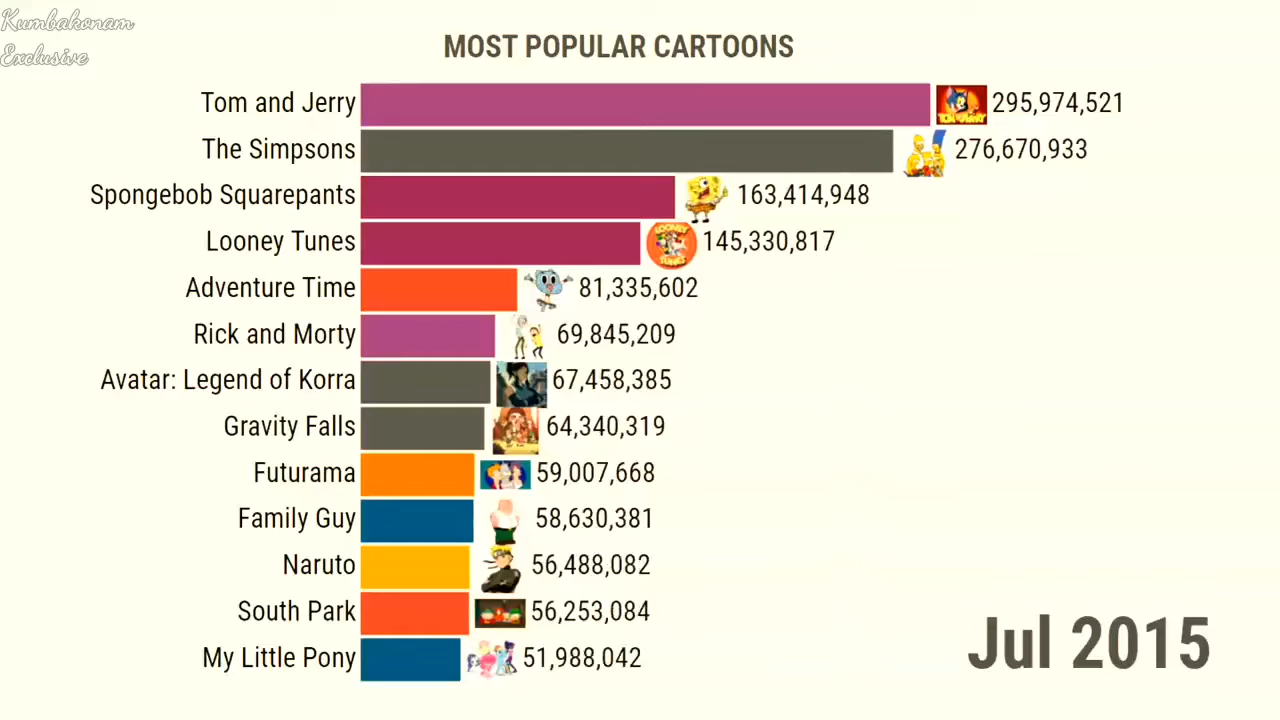 Kumbakonam
Exclusive
MOST POPULAR CARTOONS
Tom and Jerry 295,974,521
The Simpsons 276,670,933
Spongebob Squarepants 163,414,948
Looney Tunes 145,330,817
Adventure Time 81,335,602
Rick and Morty 69,845,209
Avatar: Legend of Korra 67,458,385
Gravity Falls 64,340,319
Futurama 59,007,668
Family Guy 58,630,381
Naruto 56,488,082
South Park 56,253,084
My Little Pony 51,988,042
Jul 2015